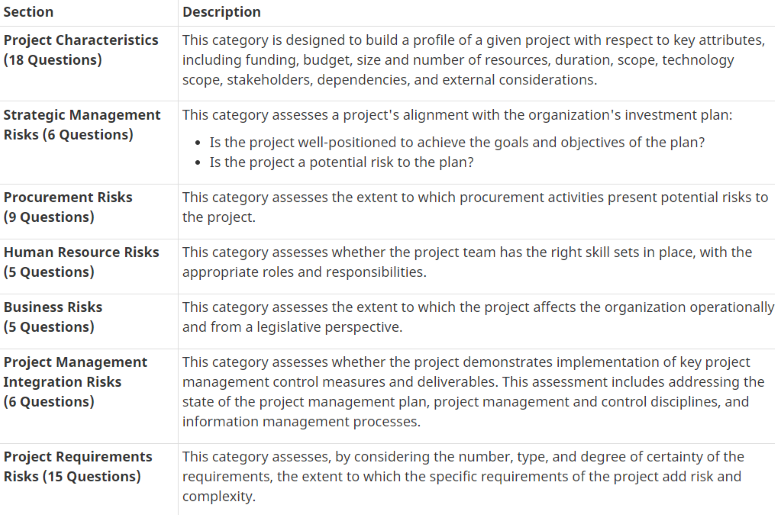 Section Description
Project Characteristics
(18 Questions)
This category is designed to build a profile of a given project with respect to key attributes,
including funding, budget, size and number of resources, duration, scope, technology
scope, stakeholders, dependencies, and external considerations.
Strategic Management
Risks (6 Questions)
This category assesses a project's alignment with the organization's investment plan:
• Is the project well-positioned to achieve the goals and objectives of the plan?
• Is the project a potential risk to the plan?
Procurement Risks
(9 Questions)
This category assesses the extent to which procurement activities present potential risks to
the project.
Human Resource Risks
(5 Questions)
This category assesses whether the project team has the right skill sets in place, with the
appropriate roles and responsibilities.
Business Risks
(5 Questions)
This category assesses the extent to which the project affects the organization operationally
and from a legislative perspective.
Project Management
Integration Risks
(6 Questions)
This category assesses whether the project demonstrates implementation of key project
management control measures and deliverables. This assessment includes addressing the
state of the project management plan, project management and control disciplines, and
information management processes.
Project Requirements
Risks (15 Questions)
This category assesses, by considering the number, type, and degree of certainty of the
requirements, the extent to which the specific requirements of the project add risk and
complexity.